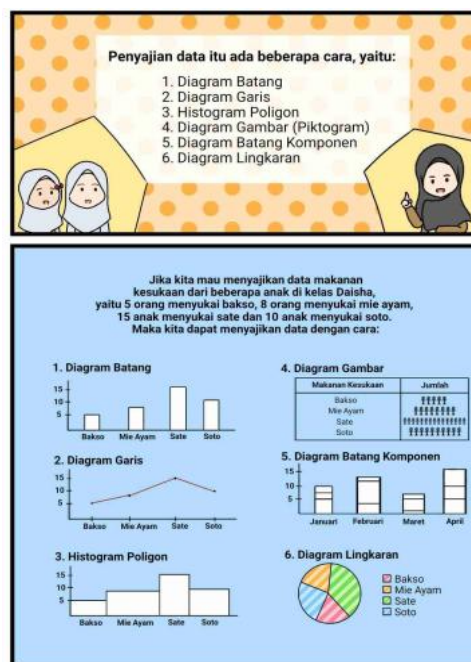 Penyajian data itu ada beberapa cara, yaitu:
1. Diagram Batang
2. Diagram Garis
3. Histogram Poligon
4. Diagram Gambar (Piktogram)
5. Diagram Batang Komponen
6. Diagram Lingkaran
Jika kita mau menyajikan data makanan
kesukaan dari beberapa anak di kelas Daisha,
yaitu 5 orang menyukai bakso, 8 orang menyukai mie ayam,
15 anak menyukai sate dan 10 anak menyukai soto.
Maka kita dapat menyajikan data dengan cara:
1. Diagram Batang
15
10
5
Bakso Mie Ayam Sate Soto
2. Diagram Garis
15
10
5
Bakso Mie Ayam Sate Soto
3. Histogram Poligon
15
10
5
Bakso Mie Ayam Sate Soto
4. Diagram Gambar
Makanan Kesukaan Jumlah
Bakso
Mie Ayam
Sate
Soto
5. Diagram Batang Komponen
15
10
5
Januari Februari Maret April
6. Diagram Lingkaran
Bakso
Mie Ayam
Sate
Soto